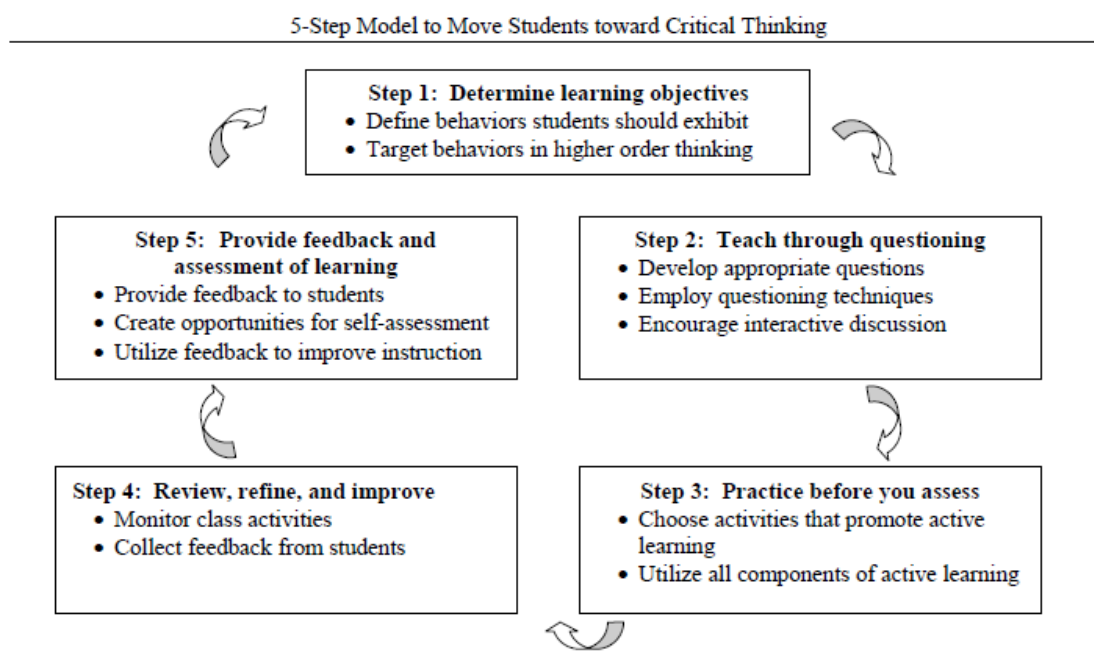 5-Step Model to Move Students toward Critical Thinking
Step 1:  Determine learning objectives
• Define behaviors students should exhibit
• Target behaviors in higher order thinking
Step 2:  Teach through questioning
• Develop appropriate questions
• Employ questioning techniques
• Encourage interactive discussion
Step 3:  Practice before you assess
• Choose activities that promote active
learning
• Utilize all components of active learning
Step 4:  Review, refine, and improve
• Monitor class activities
• Collect feedback from students
Step 5:  Provide feedback and
assessment of learning
• Provide feedback to students
• Create opportunities for self-assessment
• Utilize feedback to improve instruction